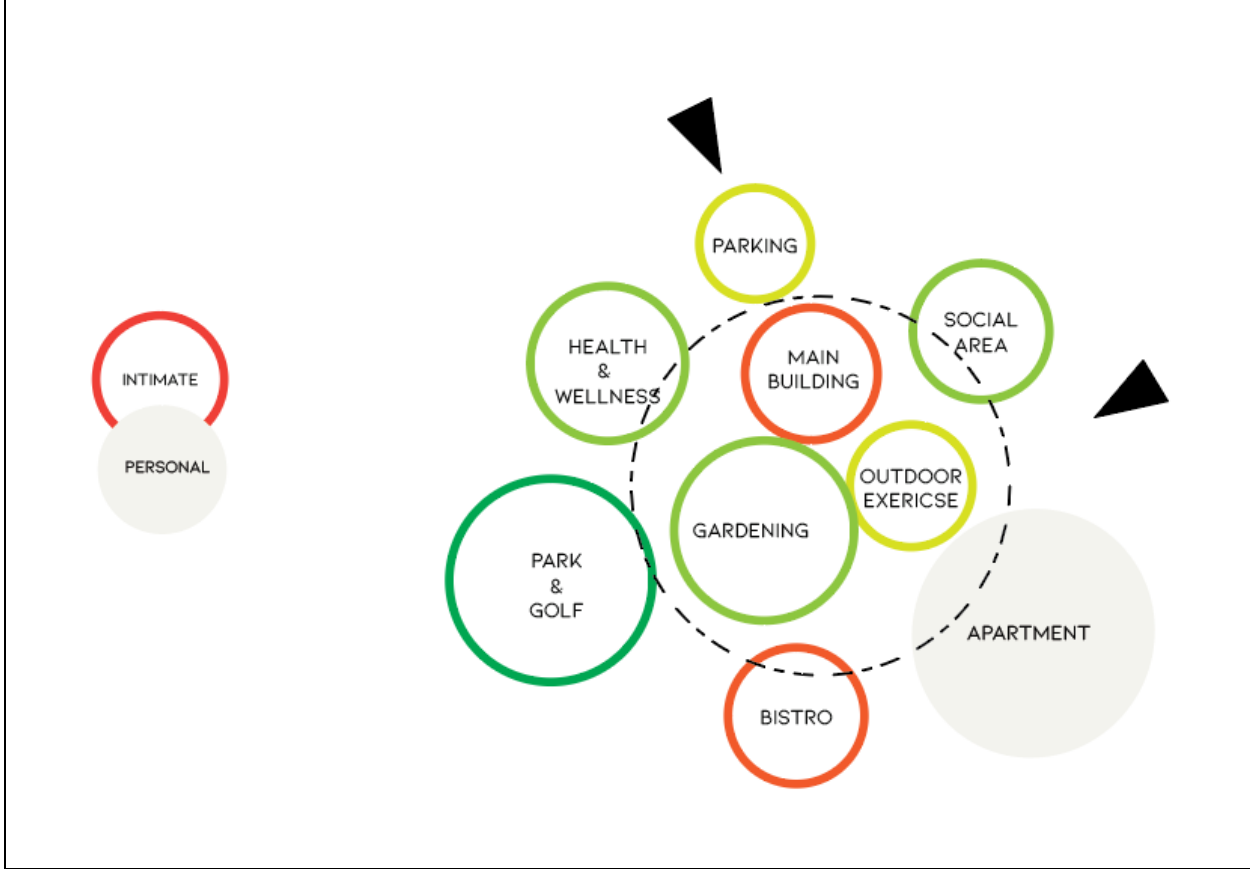 PARKING
SOCIAL
AREA
HEALTH
&
WELLNESS
MAIN
BUILDING
INTIMATE
PERSONAL
OUTDOOR
EXERICSE
GARDENING
PARK
&
GOLF
APARTMENT
BISTRO